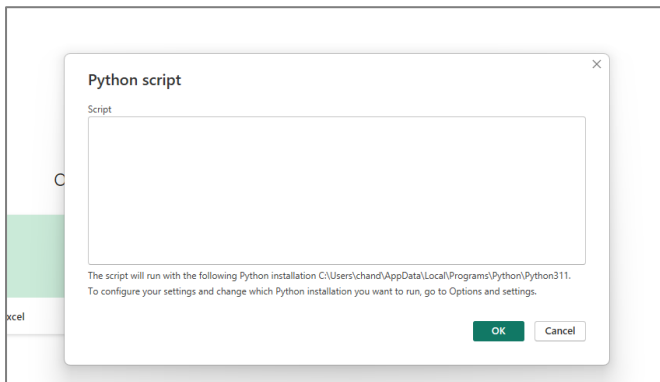 Python script
Script
The script will run with the following Python installation C:\Users\chand\AppData\Local\Programs\Python\Python311.
To configure your settings and change which Python installation you want to run, go to Options and settings.
OK
Cancel
xcel